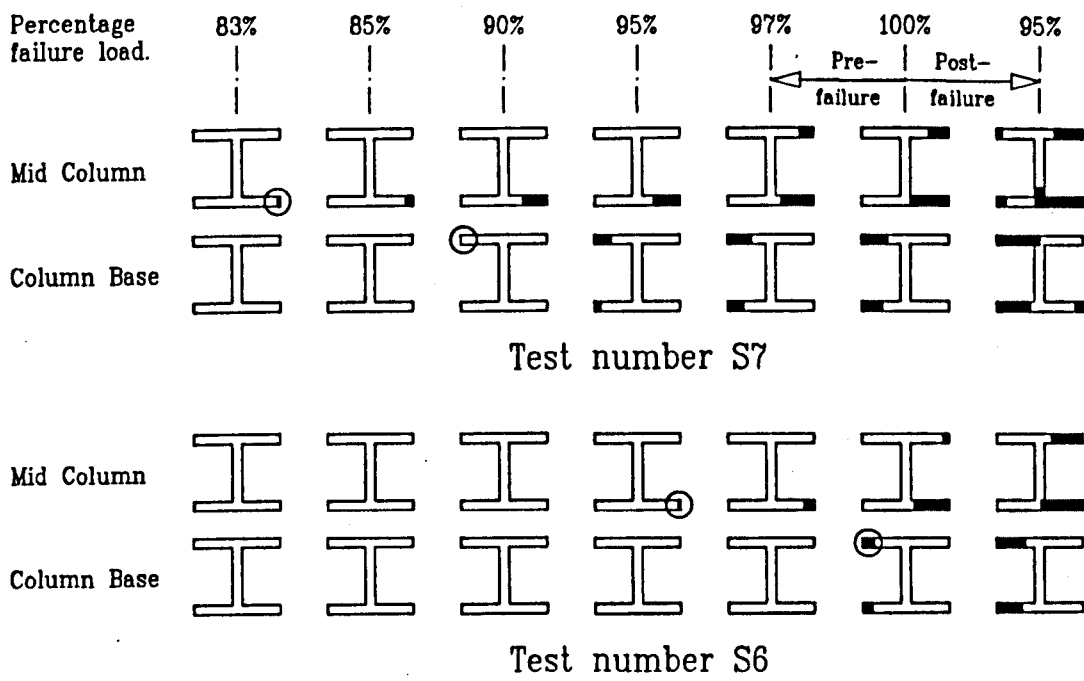 Percentage failure load.
83% 85% 90% 95% 97% 100% 95%
Pre-failure
Post-failure
Mid Column
Column Base
Test number S7
Mid Column
Column Base
Test number S6